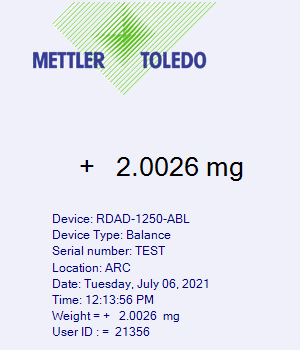 METTLER TOLEDO
+ 2.0026 mg
Device: RDAD-1250-ABL
Device Type: Balance
Serial number: TEST
Location: ARC
Date: Tuesday, July 06, 2021
Time: 12:13:56 PM
Weight = + 2.0026 mg
User ID : = 21356